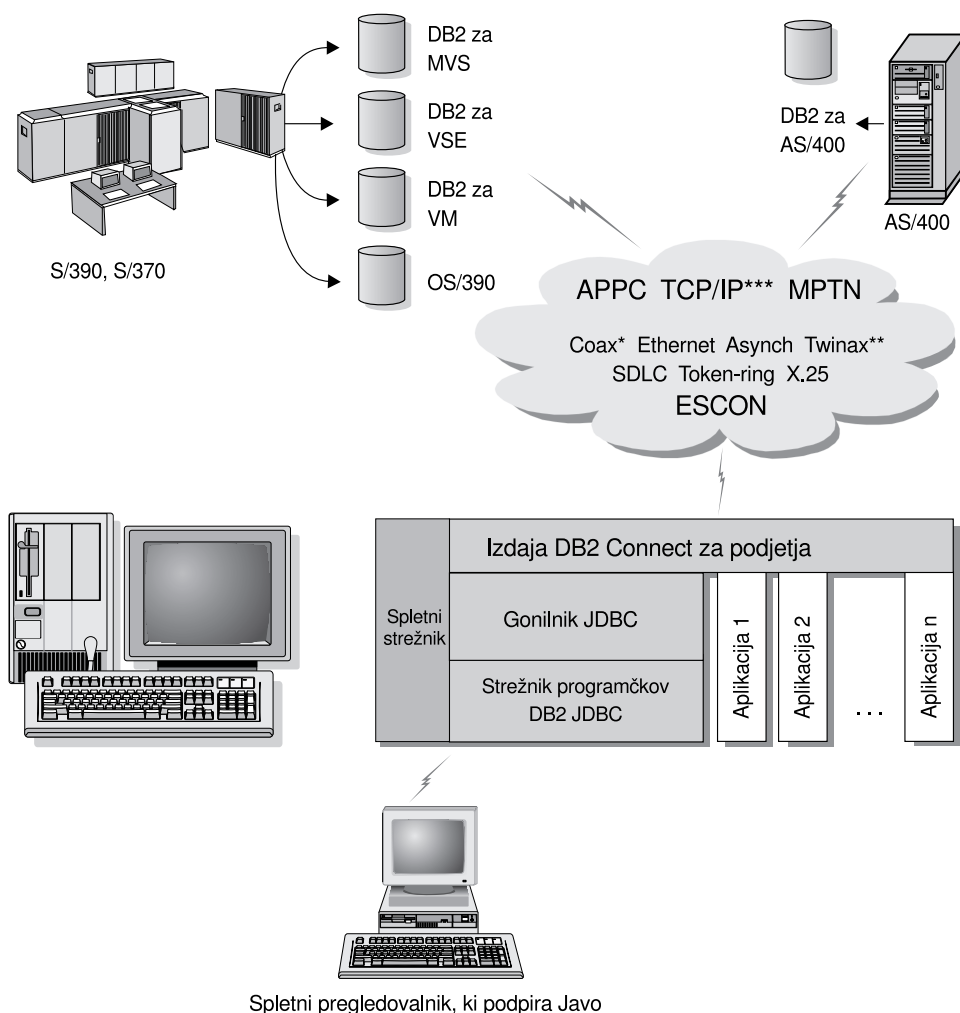 DB2 za
MVS
DB2 za
VSE
DB2 za
VM
OS/390
S/390, S/370
DB2 za
AS/400
AS/400
APPC TCP/IP*** MPTN
Coax* Ethernet Asynch Twinax**
SDLC Token-ring X.25
ESCON
Izdaja DB2 Connect za podjetja
Spletni
strežnik
Gonilnik JDBC
Strežnik programčkov
DB2 JDBC
Aplikacija 1
Aplikacija 2
. . .
Aplikacija n
Spletni pregledovalnik, ki podpira Javo